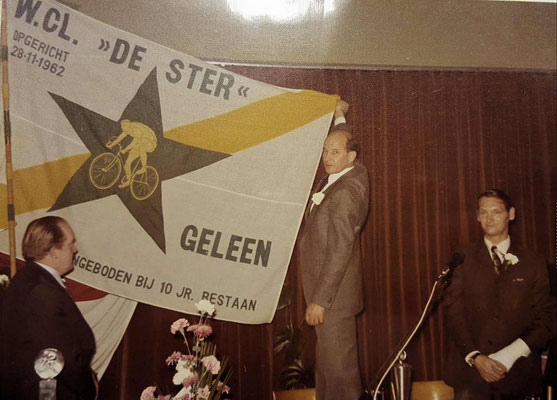 W.CL. »DE STER«
OPGERICHT
28-11-1962
GELEEN
NGEBODEN BIJ 10 JR. BESTAAN